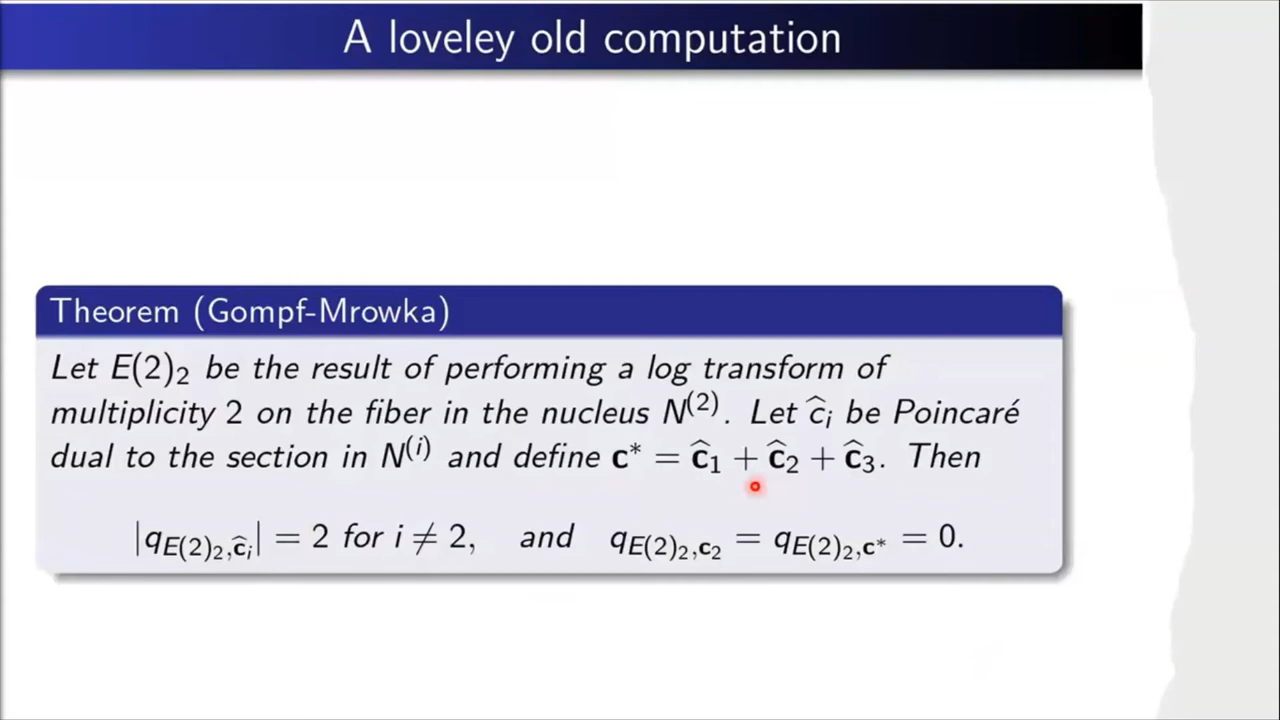 A loveley old computation
Theorem (Gompf-Mrowka)
Let E(2)₂ be the result of performing a log transform of
multiplicity 2 on the fiber in the nucleus N⁽²⁾. Let ĉᵢ be Poincaré
dual to the section in N⁽ⁱ⁾ and define c* = ĉ₁ + ĉ₂ + ĉ₃. Then
|q_{E(2)₂,ĉᵢ}| = 2 for i ≠ 2, and q_{E(2)₂,c₂} = q_{E(2)₂,c*} = 0.